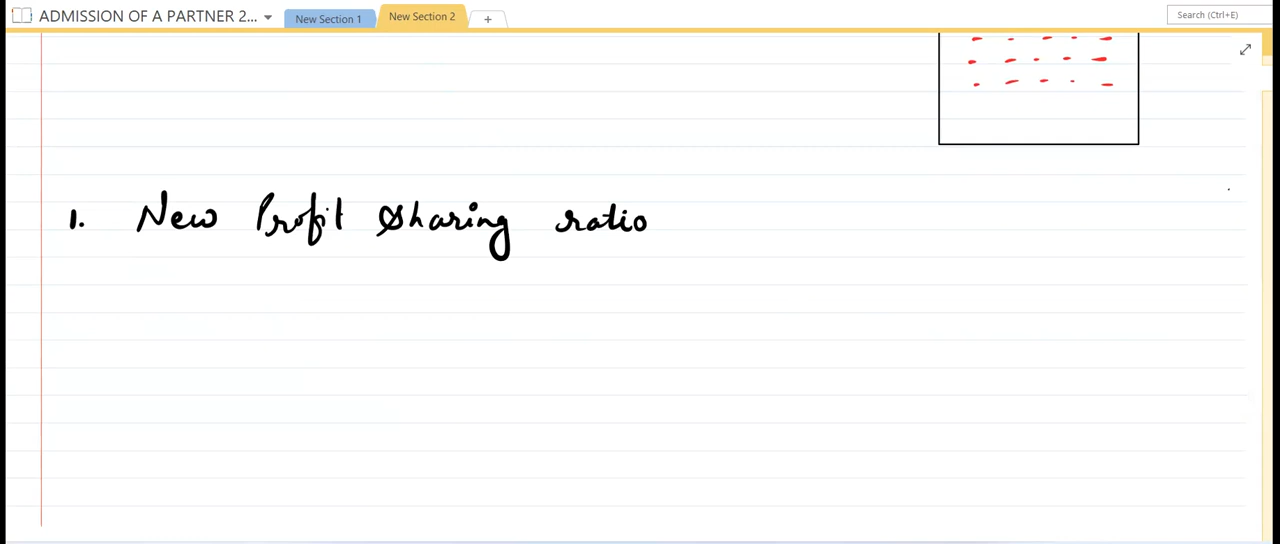 ADMISSION OF A PARTNER 2...
New Section 1
New Section 2
+
Search (Ctrl+E)
1. New Profit Sharing ratio